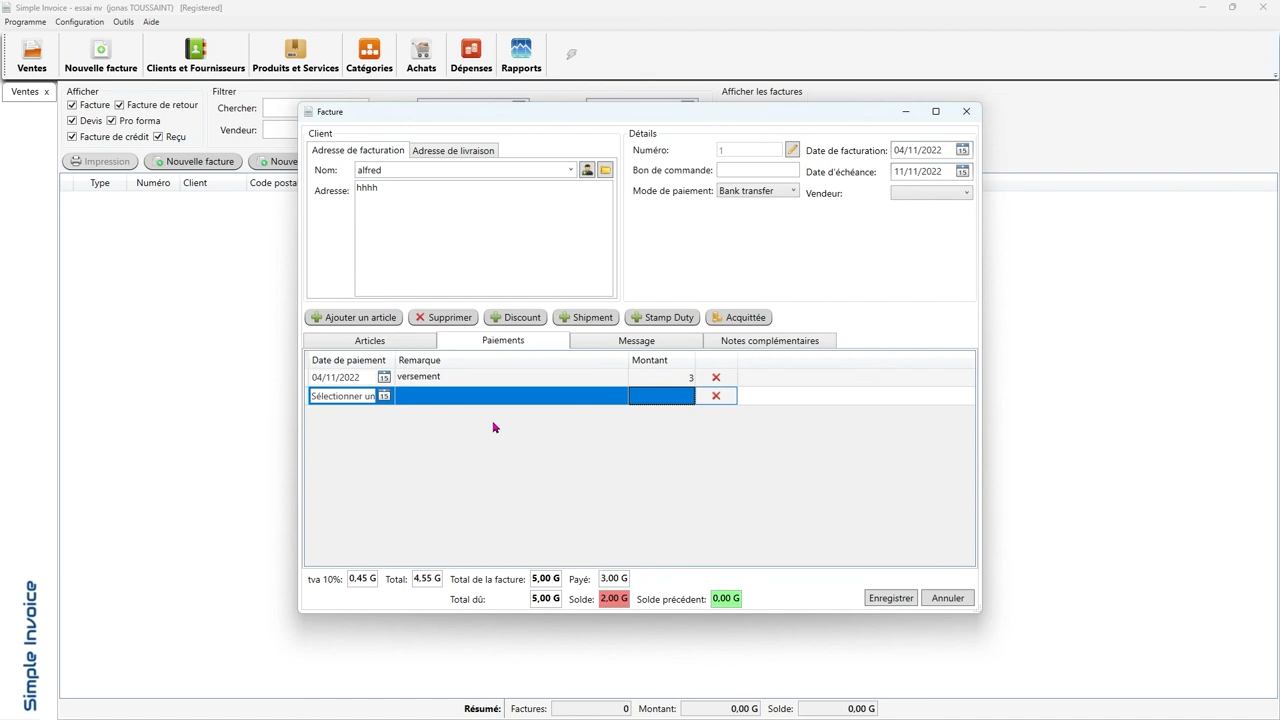 Simple Invoice - essai nv (jonas TOUSSAINT) [Registered]
Programme Configuration Outils Aide
Ventes Nouvelle facture Clients et Fournisseurs Produits et Services Catégories Achats Dépenses Rapports
Ventes x
Afficher Filtrer Afficher les factures
Facture Facture de retour Chercher:
Devis Pro forma
Vendeur:
Facture de crédit Reçu
Impression Nouvelle facture Nouve
Type Numéro Client Code posta
Facture
Client Détails
Adresse de facturation Adresse de livraison Numéro: 1 Date de facturation: 04/11/2022 15
Nom: alfred Bon de commande: Date d'échéance: 11/11/2022 15
Adresse: hhhh Mode de paiement: Bank transfer Vendeur:
Ajouter un article Supprimer Discount Shipment Stamp Duty Acquittée
Articles Paiements Message Notes complémentaires
Date de paiement Remarque Montant
04/11/2022 15 versement 3
Sélectionner un 15
tva 10%: 0,45 G Total: 4,55 G Total de la facture: 5,00 G Payé: 3,00 G
Total dû: 5,00 G Solde: 2,00 G Solde précédent: 0,00 G Enregistrer Annuler
Simple Invoice
Résumé: Factures: 0 Montant: 0,00 G Solde: 0,00 G